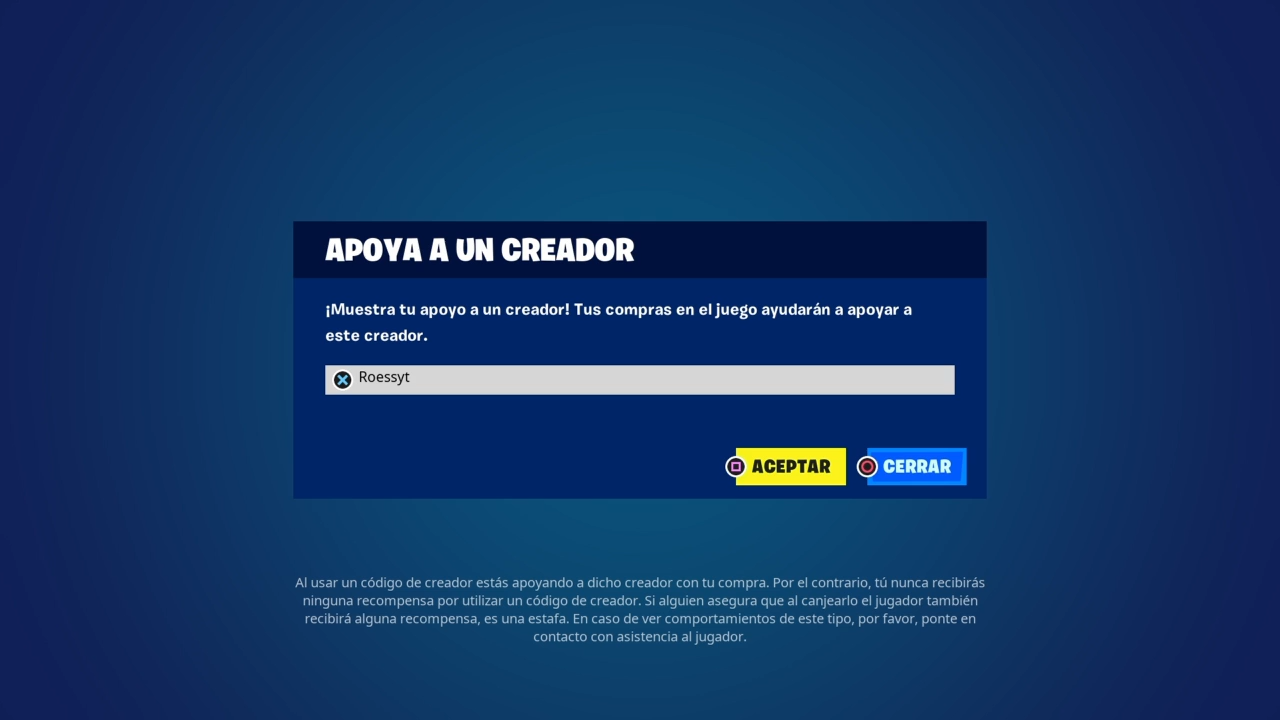 APOYA A UN CREADOR
¡Muestra tu apoyo a un creador! Tus compras en el juego ayudarán a apoyar a
este creador.
Roessyt
ACEPTAR
CERRAR
Al usar un código de creador estás apoyando a dicho creador con tu compra. Por el contrario, tú nunca recibirás
ninguna recompensa por utilizar un código de creador. Si alguien asegura que al canjearlo el jugador también
recibirá alguna recompensa, es una estafa. En caso de ver comportamientos de este tipo, por favor, ponte en
contacto con asistencia al jugador.